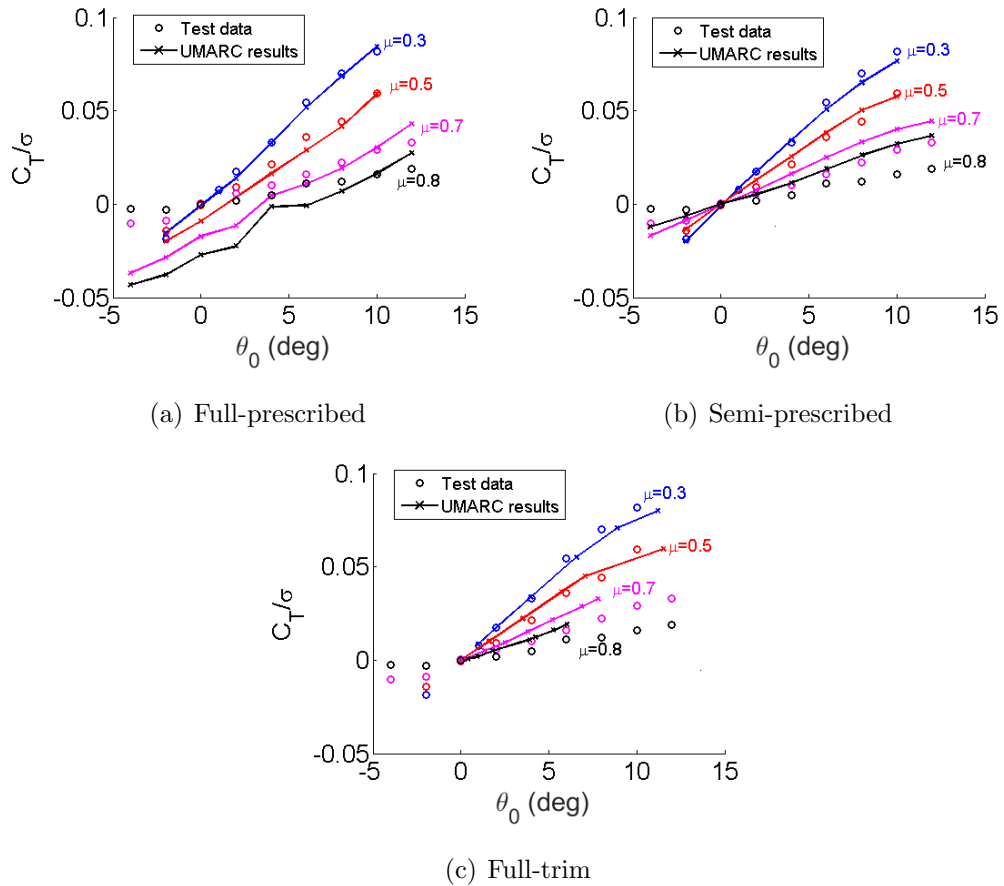 0.1
0.05
0
-0.05
C_T/σ
Test data
UMARC results
μ=0.3
μ=0.5
μ=0.7
μ=0.8
-5 0 5 10 15
θ_0 (deg)
(a) Full-prescribed
0.1
0.05
0
-0.05
C_T/σ
Test data
UMARC results
μ=0.3
μ=0.5
μ=0.7
μ=0.8
-5 0 5 10 15
θ_0 (deg)
(b) Semi-prescribed
0.1
0.05
0
-0.05
C_T/σ
Test data
UMARC results
μ=0.3
μ=0.5
μ=0.7
μ=0.8
-5 0 5 10 15
θ_0 (deg)
(c) Full-trim